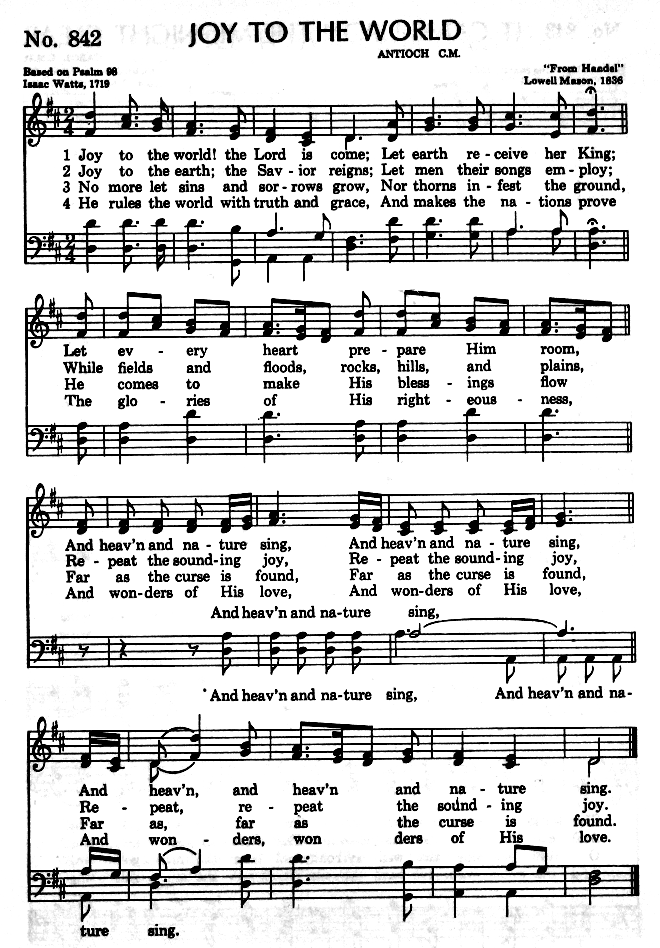 No. 842
JOY TO THE WORLD
ANTIOCH C.M.
Based on Psalm 98
Isaac Watts, 1719
"From Handel"
Lowell Mason, 1836
1 Joy to the world! the Lord is come; Let earth re - ceive her King;
2 Joy to the earth; the Sav - ior reigns; Let men their songs em - ploy;
3 No more let sins and sor - rows grow, Nor thorns in - fest the ground,
4 He rules the world with truth and grace, And makes the na - tions prove
Let ev - ery heart pre - pare Him room,
While fields and floods, rocks, hills, and plains,
He comes to make His bless - ings flow
The glo - ries of His right - eous - ness,
And heav'n and na - ture sing, And heav'n and na - ture sing,
Re - peat the sound-ing joy, Re - peat the sound-ing joy,
Far as the curse is found, Far as the curse is found,
And won-ders of His love, And won-ders of His love,
And heav'n and na-ture sing,
And heav'n and na-ture sing, And heav'n and na-
And heav'n, and heav'n and na - ture sing.
Re - peat, re - peat the sound - ing joy.
Far as, far as the curse is found.
And won - ders, won ders of His love.
ture sing.